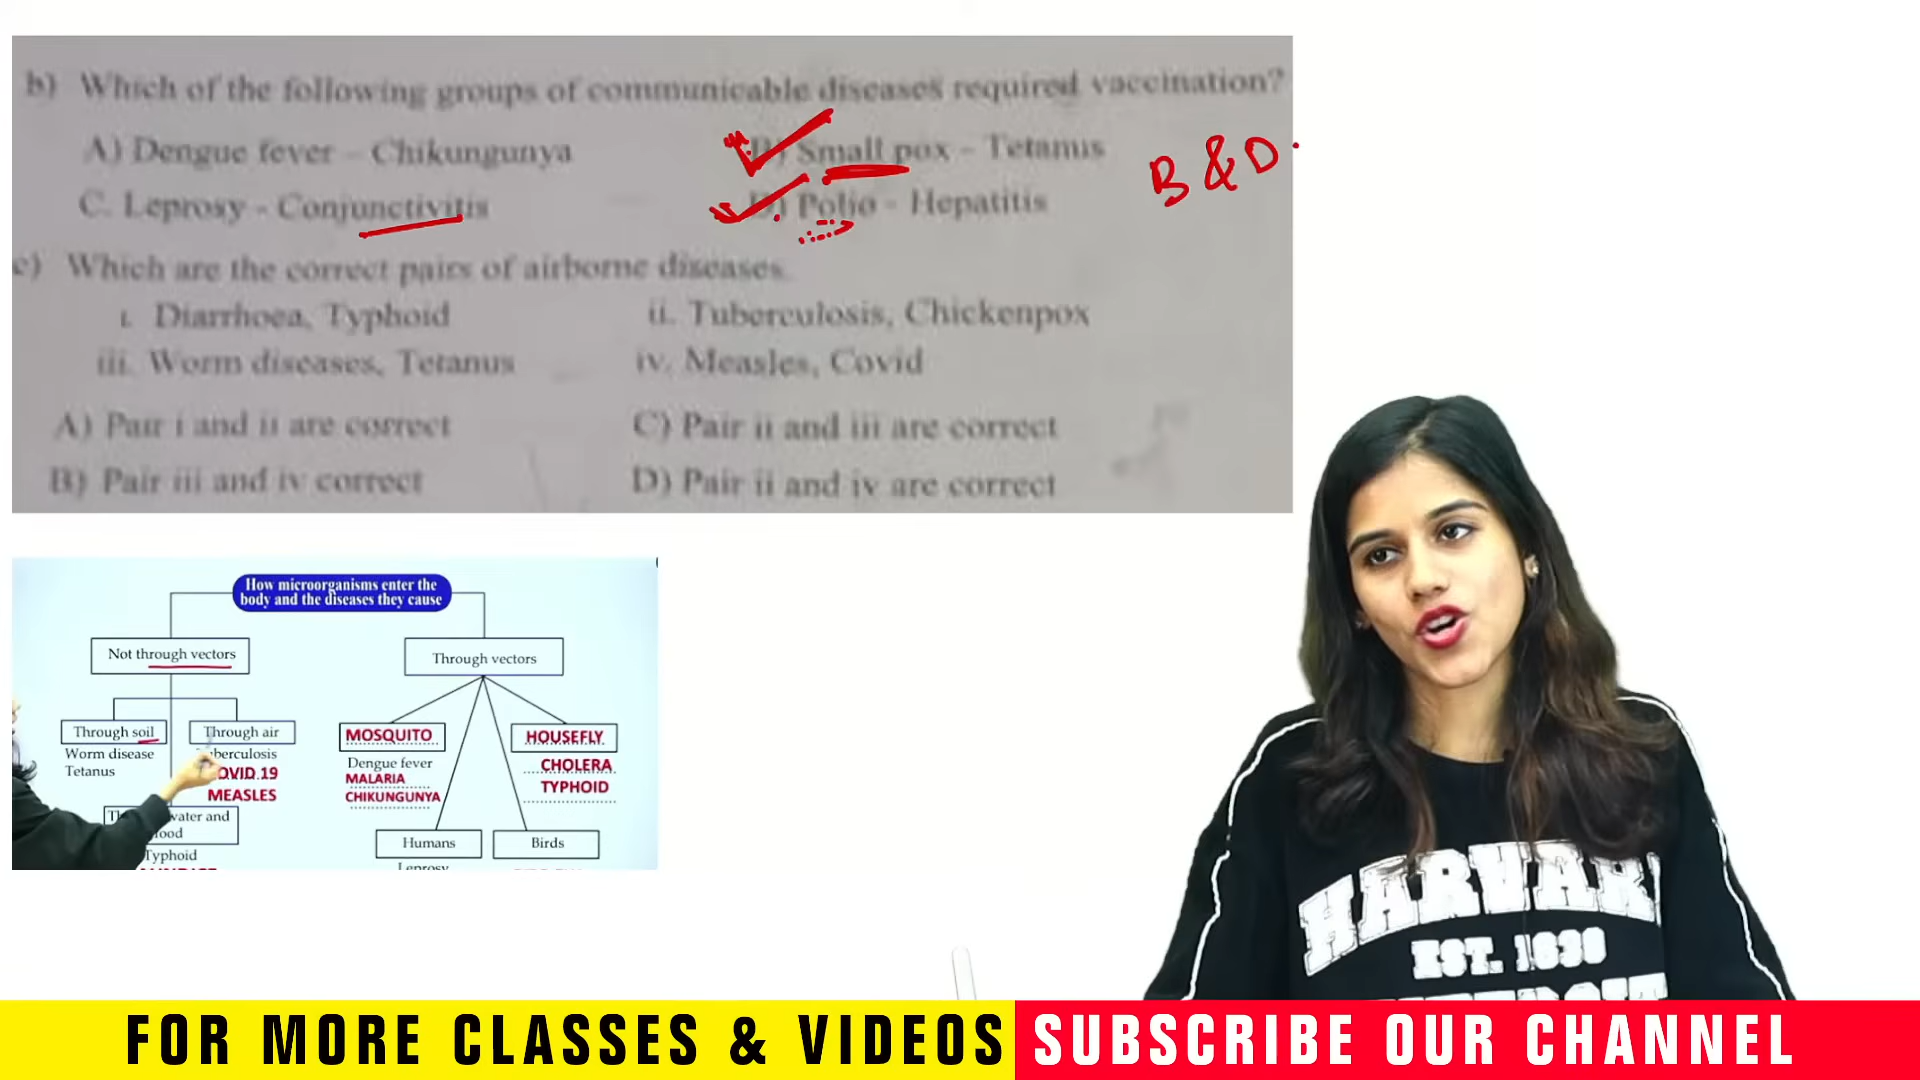 b) Which of the following groups of communicable diseases required vaccination?
A) Dengue fever - Chikungunya
B) Small pox - Tetanus
C. Leprosy - Conjunctivitis
D) Polio - Hepatitis
B & D
c) Which are the correct pairs of airborne diseases.
i. Diarrhoea, Typhoid
ii. Tuberculosis, Chickenpox
iii. Worm diseases, Tetanus
iv. Measles, Covid
A) Pair i and ii are correct
C) Pair ii and iii are correct
B) Pair iii and iv correct
D) Pair ii and iv are correct
How microorganisms enter the
body and the diseases they cause
Not through vectors
Through vectors
Through soil
Through air
MOSQUITO
HOUSEFLY
Worm disease
Tetanus
MEASLES
Dengue fever
MALARIA
CHIKUNGUNYA
CHOLERA
TYPHOID
water and
Typhoid
Humans
Birds
Leprosy
EST. 1636
FOR MORE CLASSES & VIDEOS SUBSCRIBE OUR CHANNEL